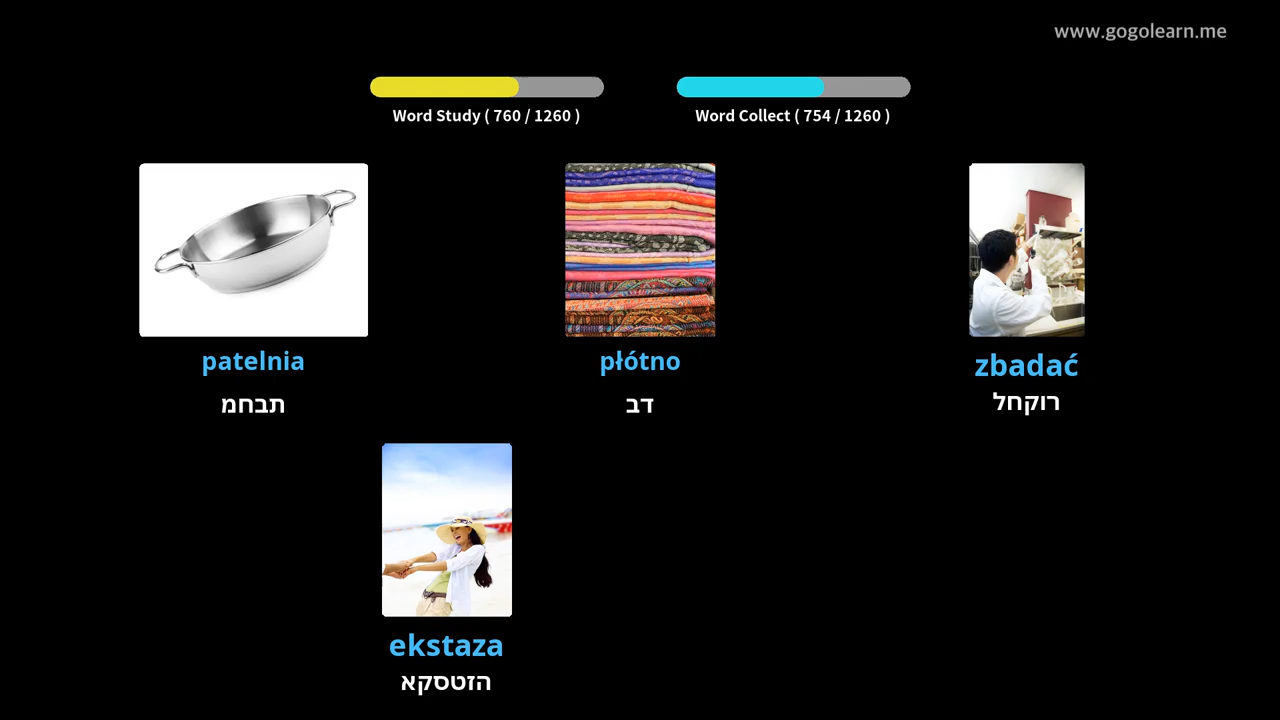 www.gogolearn.me
Word Study ( 760 / 1260 )
Word Collect ( 754 / 1260 )
patelnia
תבחמ
płótno
דב
zbadać
רוקחל
ekstaza
הזטסקא